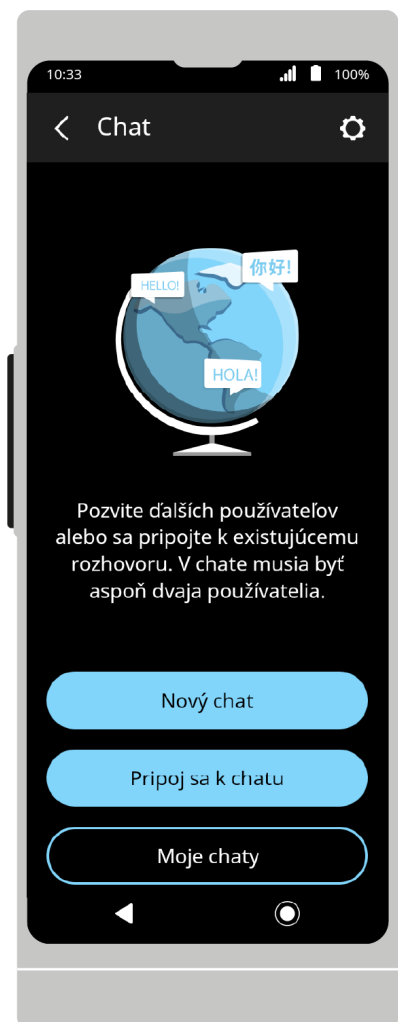 10:33
100%
Chat
你好!
HELLO!
HOLA!
Pozvite ďalších používateľov
alebo sa pripojte k existujúcemu
rozhovoru. V chate musia byť
aspoň dvaja používatelia.
Nový chat
Pripoj sa k chatu
Moje chaty